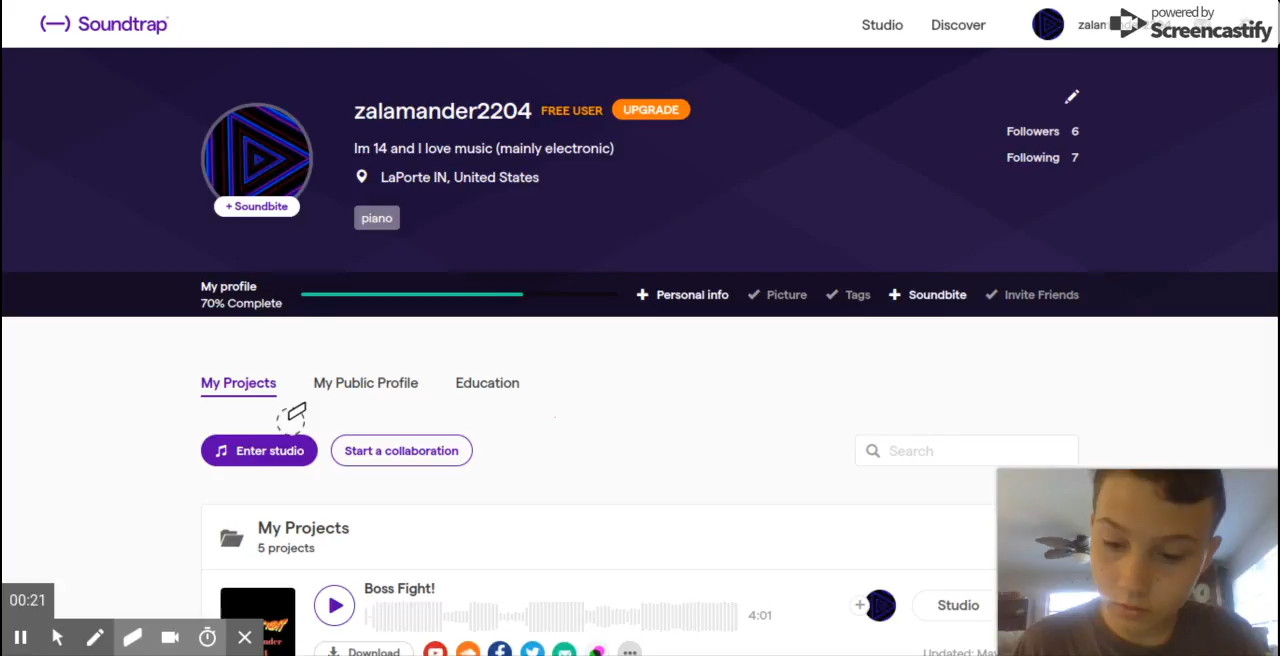 (—) Soundtrap
Studio
Discover
zalam
powered by
Screencastify
zalamander2204 FREE USER UPGRADE
Im 14 and I love music (mainly electronic)
LaPorte IN, United States
piano
+ Soundbite
Followers 6
Following 7
My profile
70% Complete
+ Personal info
Picture
Tags
+ Soundbite
Invite Friends
My Projects
My Public Profile
Education
Enter studio
Start a collaboration
Search
My Projects
5 projects
Boss Fight!
4:01
+
Studio
Download
Updated: Ma
00:21